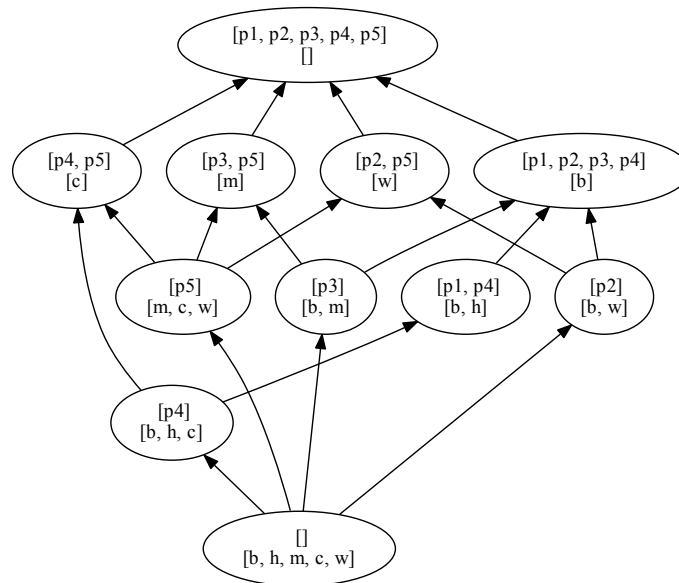 [p1, p2, p3, p4, p5]
[]
[p4, p5]
[c]
[p3, p5]
[m]
[p2, p5]
[w]
[p1, p2, p3, p4]
[b]
[p5]
[m, c, w]
[p3]
[b, m]
[p1, p4]
[b, h]
[p2]
[b, w]
[p4]
[b, h, c]
[]
[b, h, m, c, w]